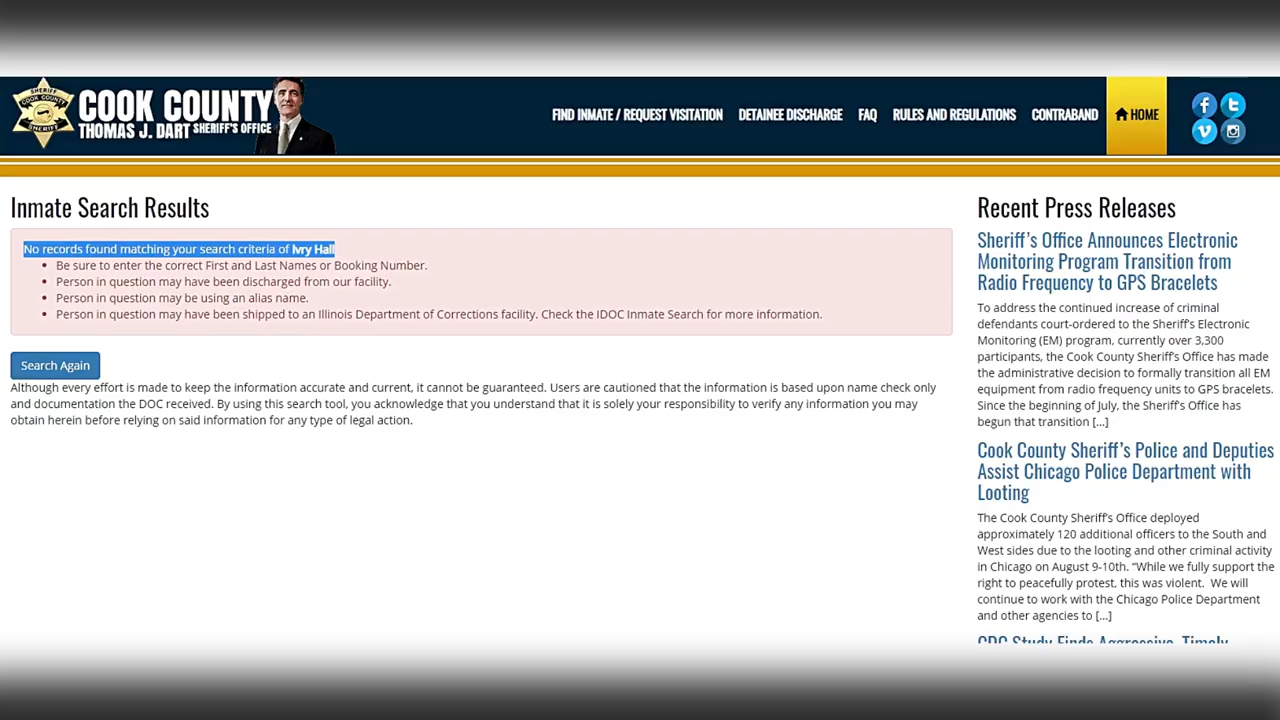 SHERIFF
COOK COUNTY
SHERIFF
COOK COUNTY
THOMAS J. DART SHERIFF'S OFFICE
FIND INMATE / REQUEST VISITATION DETAINEE DISCHARGE FAQ RULES AND REGULATIONS CONTRABAND HOME
Inmate Search Results
No records found matching your search criteria of Ivry Hall
Be sure to enter the correct First and Last Names or Booking Number.
Person in question may have been discharged from our facility.
Person in question may be using an alias name.
Person in question may have been shipped to an Illinois Department of Corrections facility. Check the IDOC Inmate Search for more information.
Search Again
Although every effort is made to keep the information accurate and current, it cannot be guaranteed. Users are cautioned that the information is based upon name check only
and documentation the DOC received. By using this search tool, you acknowledge that you understand that it is solely your responsibility to verify any information you may
obtain herein before relying on said information for any type of legal action.
Recent Press Releases
Sheriff's Office Announces Electronic
Monitoring Program Transition from
Radio Frequency to GPS Bracelets
To address the continued increase of criminal
defendants court-ordered to the Sheriff's Electronic
Monitoring (EM) program, currently over 3,300
participants, the Cook County Sheriff's Office has made
the administrative decision to formally transition all EM
equipment from radio frequency units to GPS bracelets.
Since the beginning of July, the Sheriff's Office has
begun that transition [...]
Cook County Sheriff's Police and Deputies
Assist Chicago Police Department with
Looting
The Cook County Sheriff's Office deployed
approximately 120 additional officers to the South and
West sides due to the looting and other criminal activity
in Chicago on August 9-10th. "While we fully support the
right to peacefully protest, this was violent. We will
continue to work with the Chicago Police Department
and other agencies to [...]
CDC Study Finds Aggressive, Timely